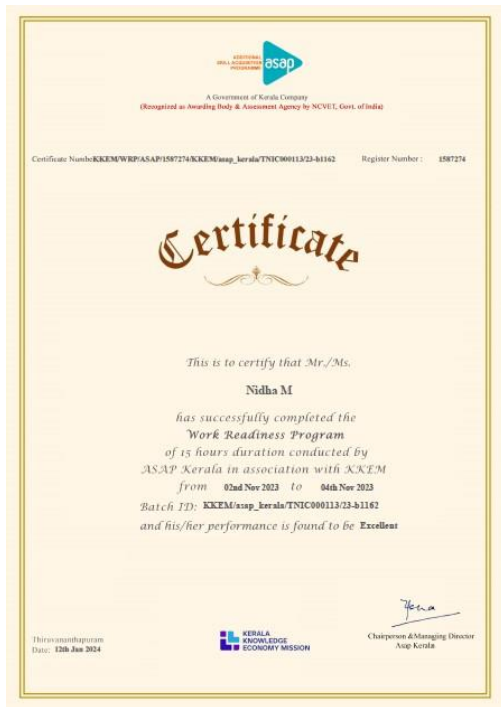 ADDITIONAL
SKILL ACQUISITION
PROGRAMME
asap
A Government of Kerala Company
(Recognized as Awarding Body & Assessment Agency by NCVET, Govt. of India)
Certificate Numbe KKEM/WRP/ASAP/1587274/KKEM/asap_kerala/TNIC000113/23-b1162 Register Number : 1587274
Certificate
This is to certify that Mr./Ms.
Nidha M
has successfully completed the
Work Readiness Program
of 15 hours duration conducted by
ASAP Kerala in association with KKEM
from 02nd Nov 2023 to 04th Nov 2023
Batch ID: KKEM/asap_kerala/TNIC000113/23-b1162
and his/her performance is found to be Excellent
Thiruvananthapuram
Date: 12th Jan 2024
KERALA
KNOWLEDGE
ECONOMY MISSION
Chairperson &Managing Director
Asap Kerala